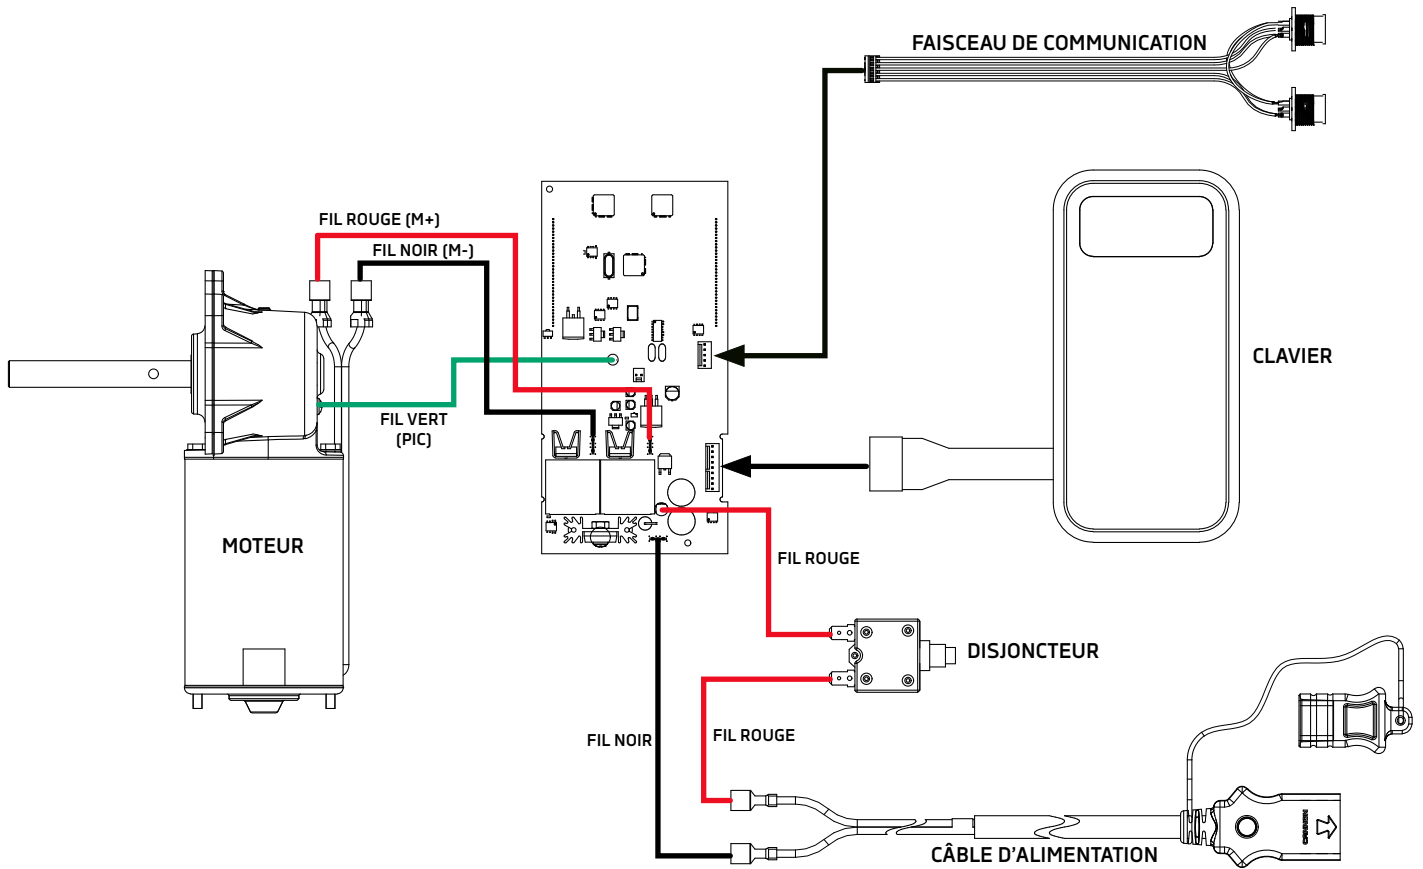 FAISCEAU DE COMMUNICATION
FIL ROUGE (M+)
FIL NOIR (M-)
CLAVIER
FIL VERT
(PIC)
MOTEUR
FIL ROUGE
DISJONCTEUR
FIL NOIR
FIL ROUGE
CANNON
CÂBLE D'ALIMENTATION